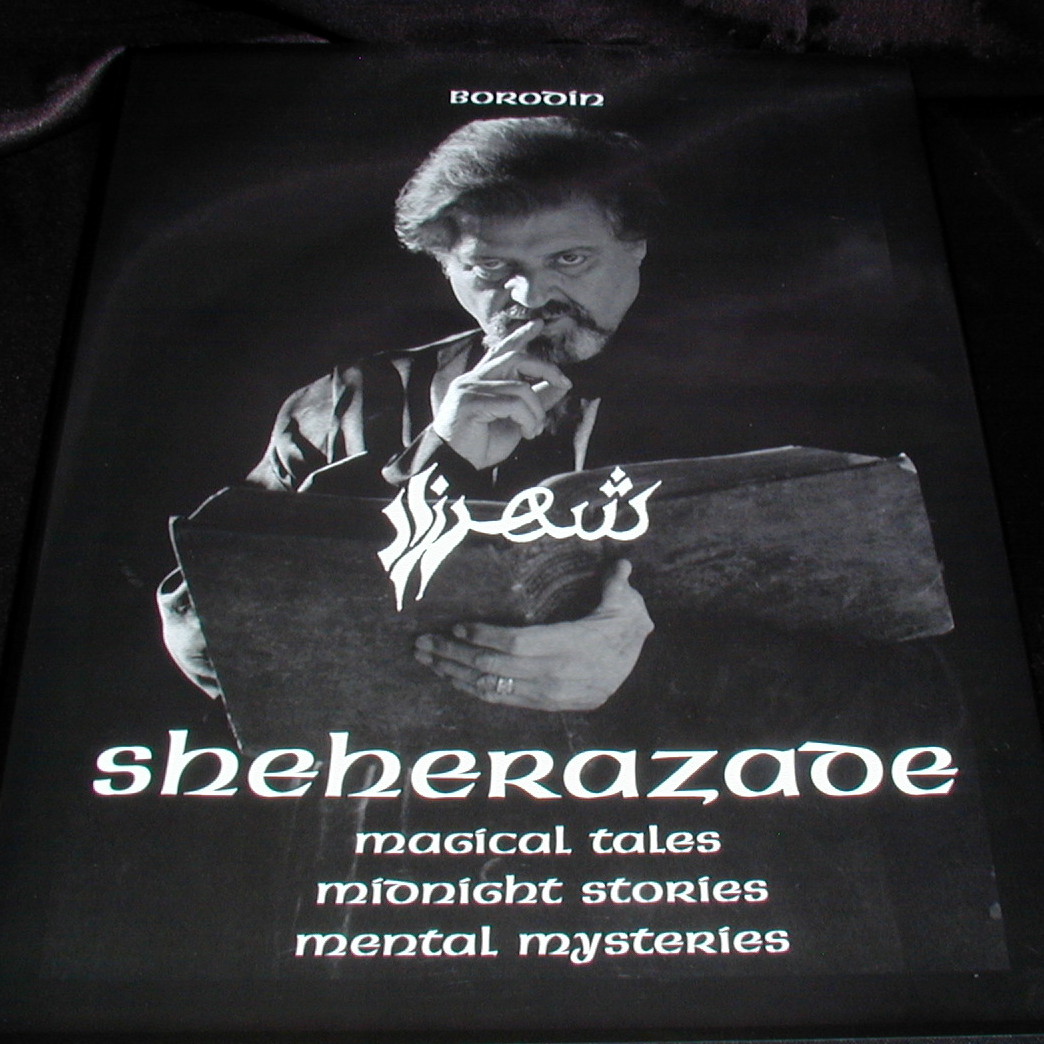 BORODIN
شهرزاد
sheherazade
magical tales
midnight stories
mental mysteries